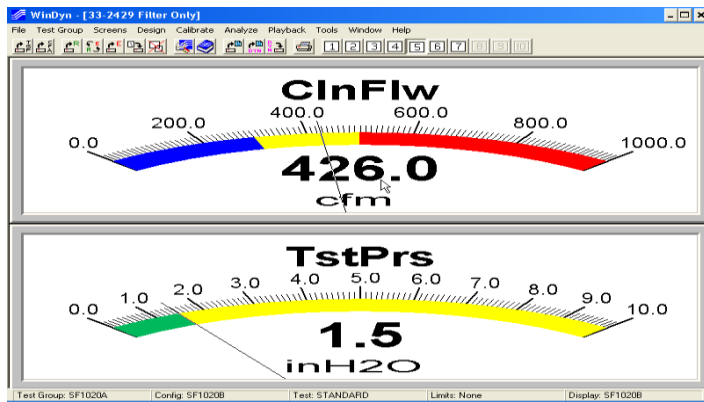 WinDyn - [33-2429 Filter Only]
File Test Group Screens Design Calibrate Analyze Playback Tools Window Help
1 2 3 4 5 6 7 8 9 10
ClnFlw
0.0 200.0 400.0 600.0 800.0 1000.0
426.0
cfm
TstPrs
0.0 1.0 2.0 3.0 4.0 5.0 6.0 7.0 8.0 9.0 10.0
1.5
inH2O
Test Group: SF1020A Config: SF1020B Test: STANDARD Limits: None Display: SF1020B